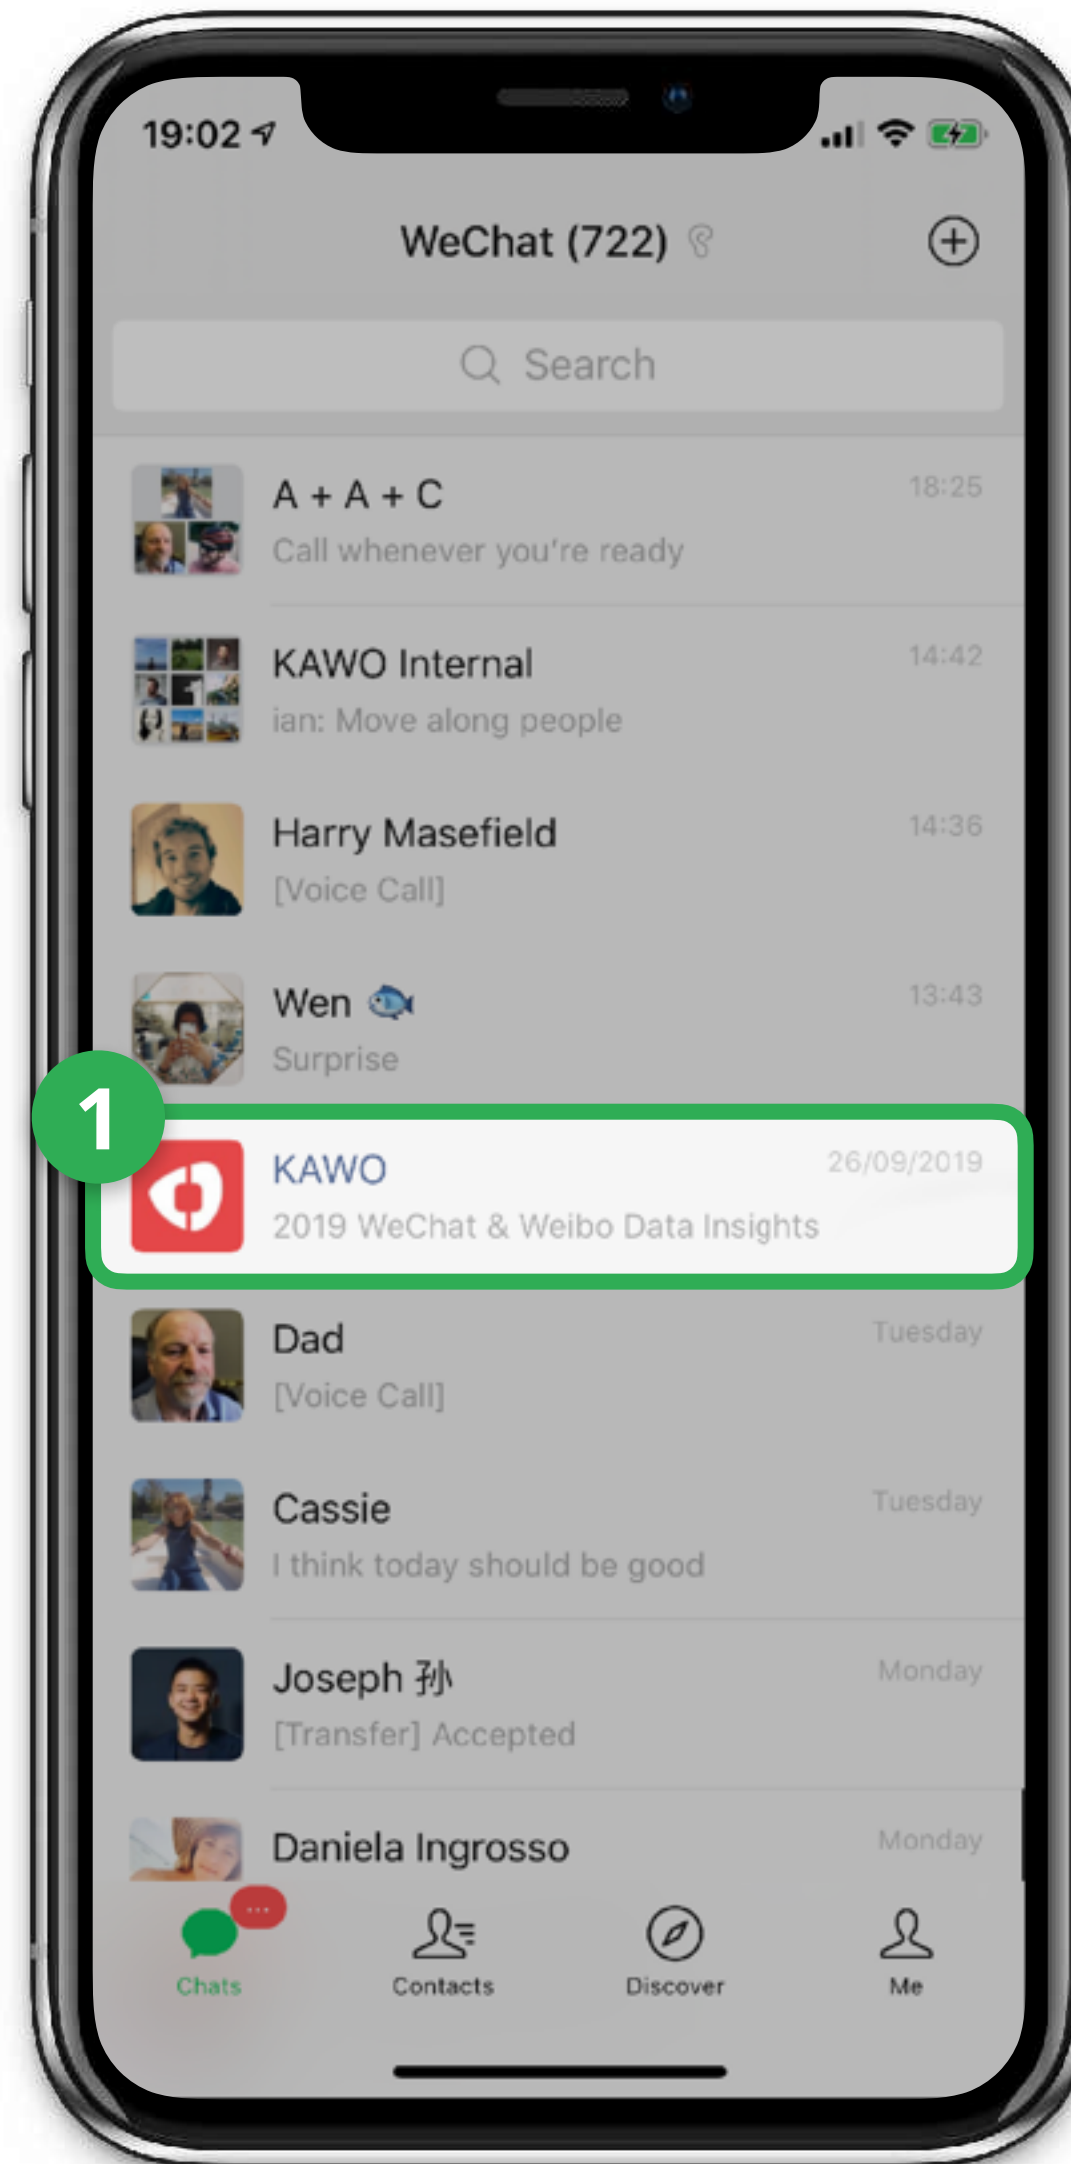 19:02
WeChat (722)
Search
A + A + C
18:25
Call whenever you're ready
KAWO Internal
14:42
ian: Move along people
Harry Masefield
14:36
[Voice Call]
Wen
13:43
Surprise
1
KAWO
26/09/2019
2019 WeChat & Weibo Data Insights
Dad
Tuesday
[Voice Call]
Cassie
Tuesday
I think today should be good
Joseph 孙
Monday
[Transfer] Accepted
Daniela Ingrosso
Monday
...
Chats
Contacts
Discover
Me